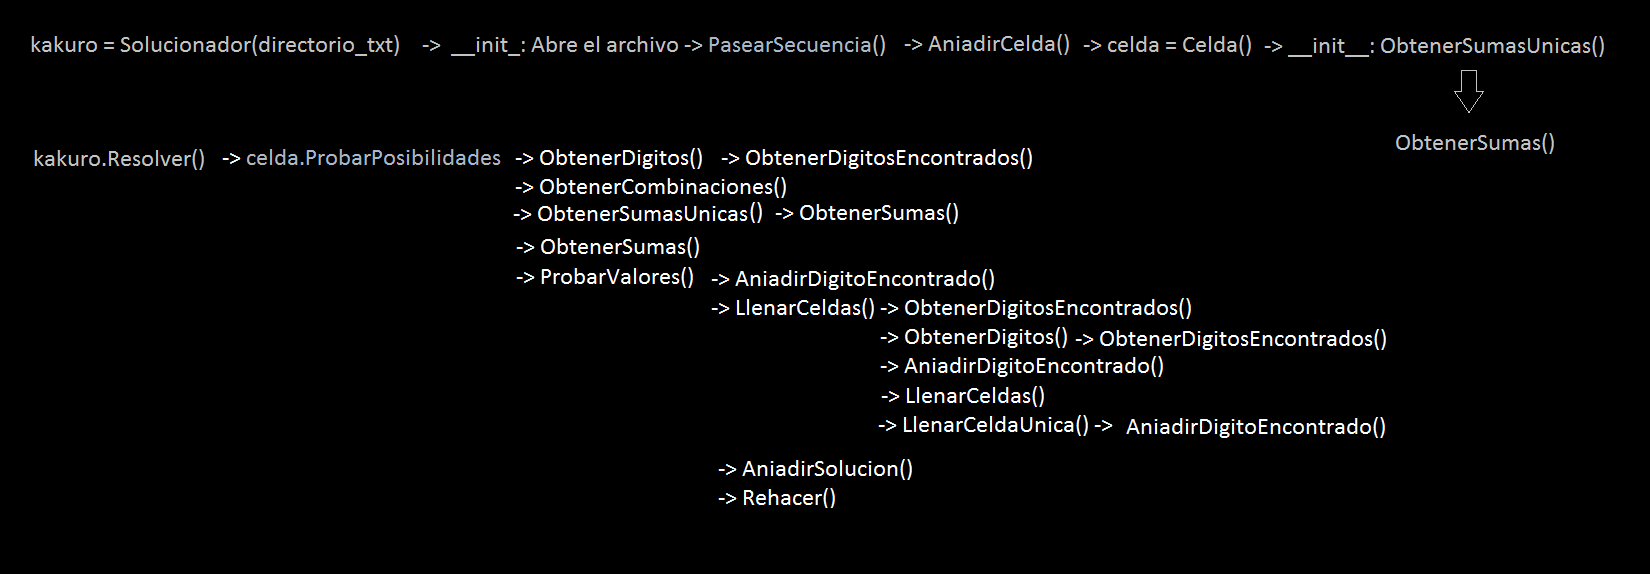 kakuro = Solucionador(directorio_txt) -> __init_: Abre el archivo -> PasearSecuencia() -> AniadirCelda() -> celda = Celda() -> __init__: ObtenerSumasUnicas()
ObtenerSumas()
kakuro.Resolver() -> celda.ProbarPosibilidades -> ObtenerDigitos() -> ObtenerDigitosEncontrados()
-> ObtenerCombinaciones()
-> ObtenerSumasUnicas() -> ObtenerSumas()
-> ObtenerSumas()
-> ProbarValores() -> AniadirDigitoEncontrado()
-> LlenarCeldas() -> ObtenerDigitosEncontrados()
-> ObtenerDigitos() -> ObtenerDigitosEncontrados()
-> AniadirDigitoEncontrado()
-> LlenarCeldas()
-> LlenarCeldaUnica() -> AniadirDigitoEncontrado()
-> AniadirSolucion()
-> Rehacer()